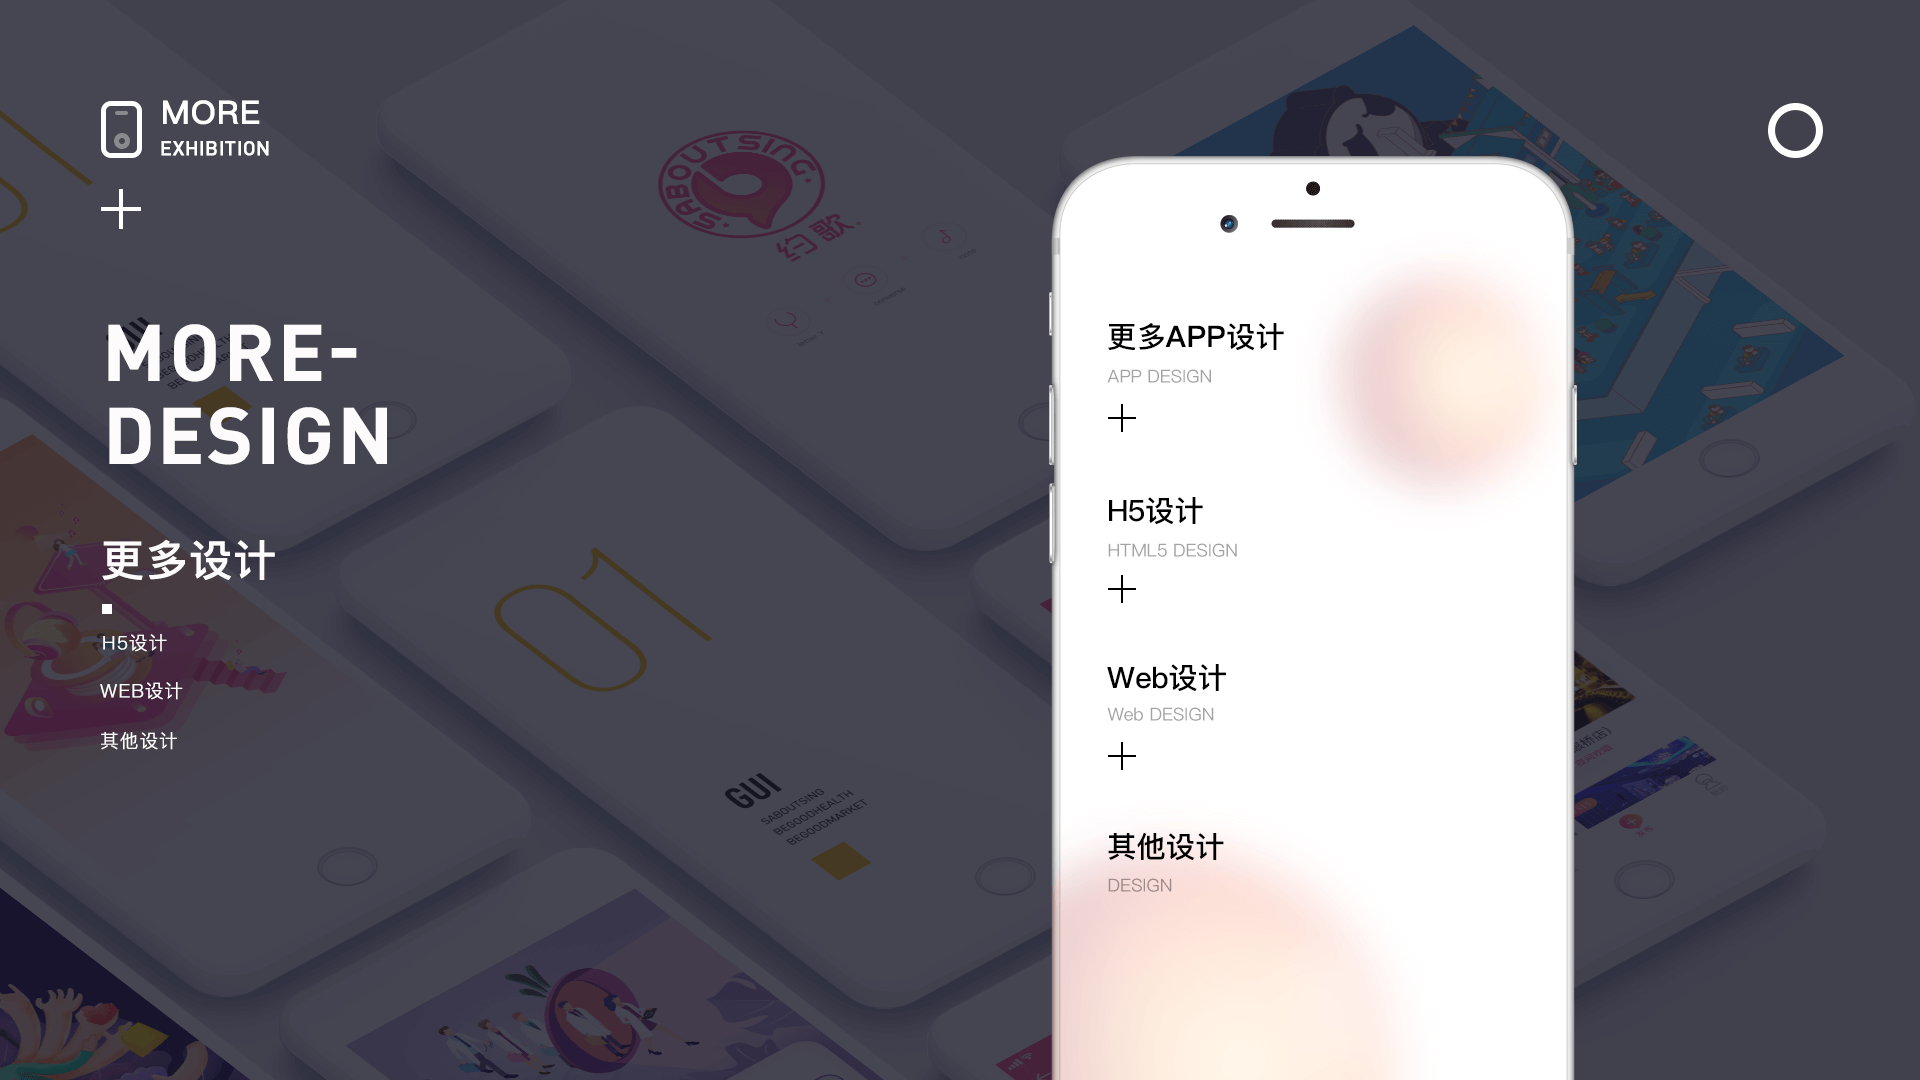 MORE
EXHIBITION
MORE-
DESIGN
更多设计
H5设计
WEB设计
其他设计
更多APP设计
APP DESIGN
H5设计
HTML5 DESIGN
Web设计
Web DESIGN
其他设计
DESIGN
SABOUTSING
约歌
01
GUI
SABOUTSING
BEGOODHEALTH
BEGOODMARKET